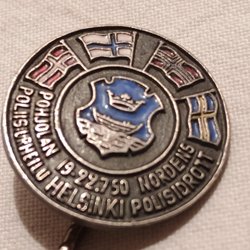 POHJOLAN 19.-22.7.50 NORDENS
POLIISIURHEILU HELSINKI POLISIDROTT